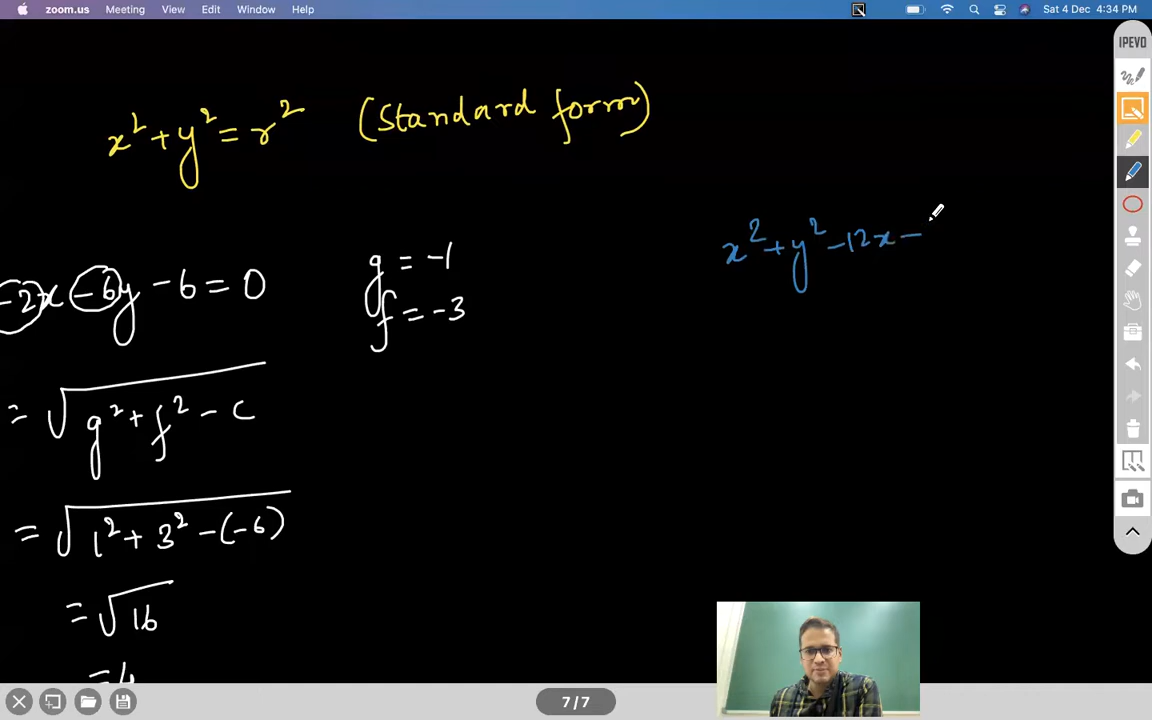 zoom.us Meeting View Edit Window Help Sat 4 Dec 4:34 PM
IPEVO
x² + y² = r² (Standard form)
x² + y² - 12x -
-2x -6y - 6 = 0
g = -1
f = -3
= √(g² + f² - c)
= √(1² + 3² - (-6))
= √16
= 4
7 / 7